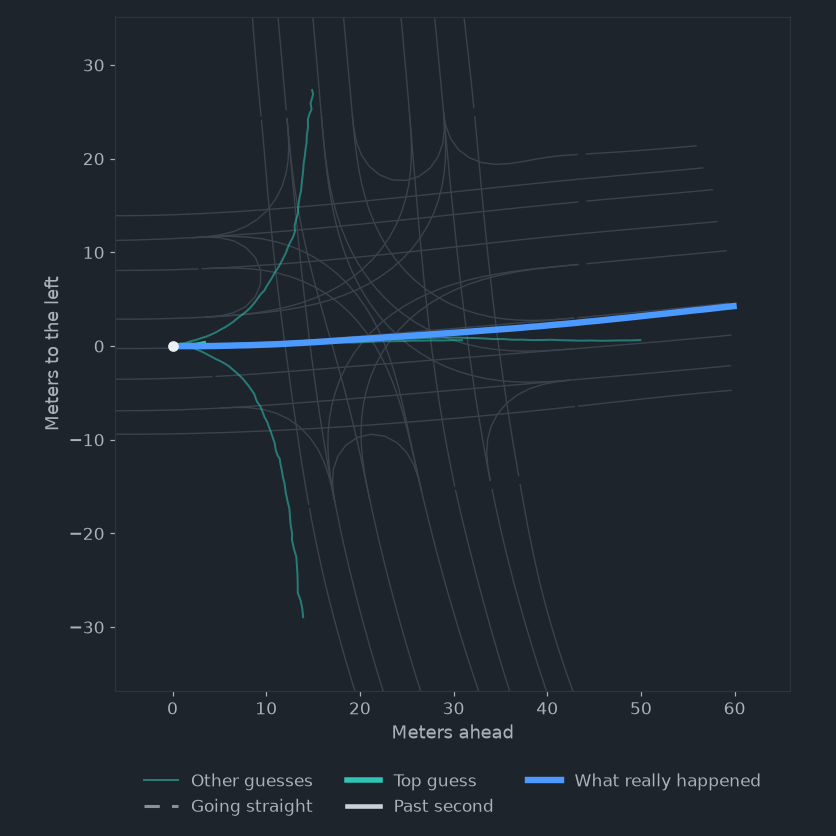 30
20
10
0
−10
−20
−30
Meters to the left
0 10 20 30 40 50 60
Meters ahead
Other guesses Top guess What really happened
Going straight Past second